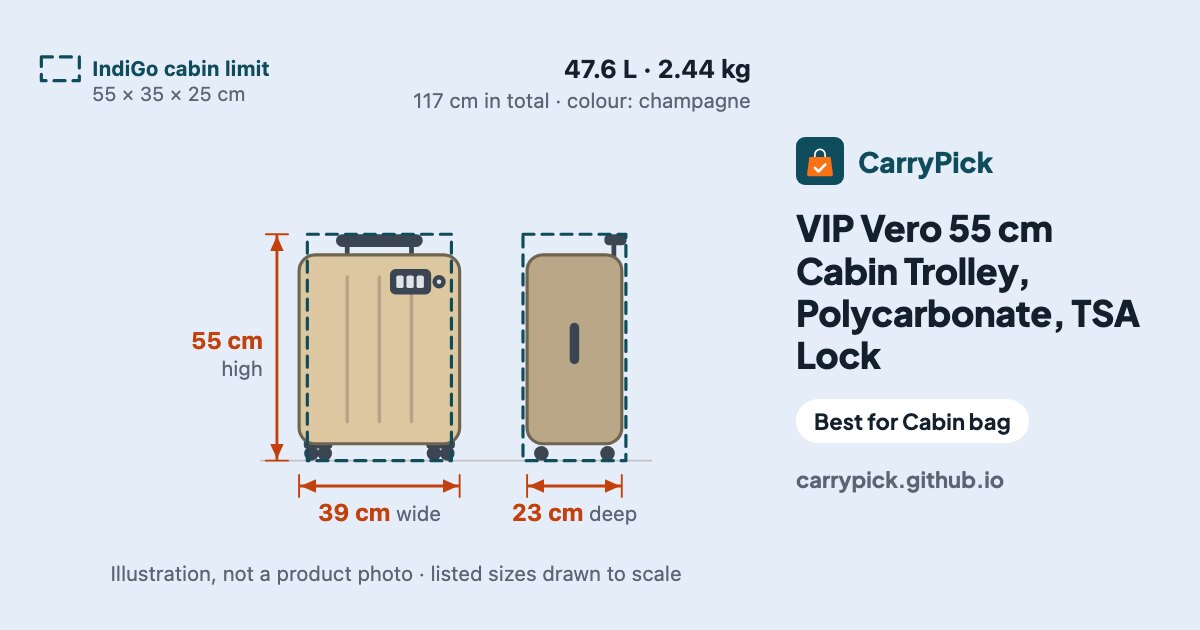 IndiGo cabin limit
55 × 35 × 25 cm
47.6 L · 2.44 kg
117 cm in total · colour: champagne
CarryPick
VIP Vero 55 cm
Cabin Trolley,
Polycarbonate, TSA
Lock
Best for Cabin bag
carrypick.github.io
55 cm
high
39 cm wide
23 cm deep
Illustration, not a product photo · listed sizes drawn to scale